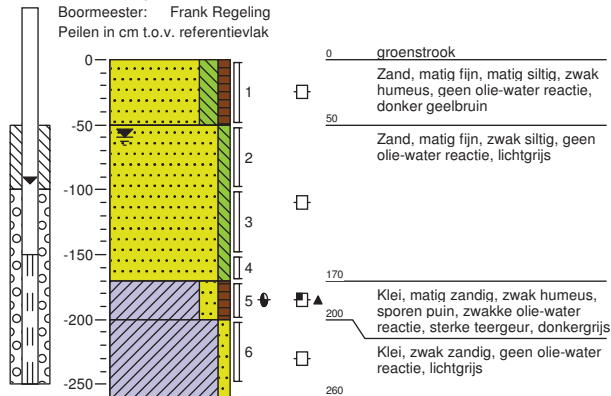 Boormeester: Frank Regeling
Peilen in cm t.o.v. referentievlak
0
-50
-100
-150
-200
-250
1
2
3
4
5
6
0 groenstrook
Zand, matig fijn, matig siltig, zwak
humeus, geen olie-water reactie,
donker geelbruin
50
Zand, matig fijn, zwak siltig, geen
olie-water reactie, lichtgrijs
170
Klei, matig zandig, zwak humeus,
sporen puin, zwakke olie-water
reactie, sterke teergeur, donkergrijs
200
Klei, zwak zandig, geen olie-water
reactie, lichtgrijs
260